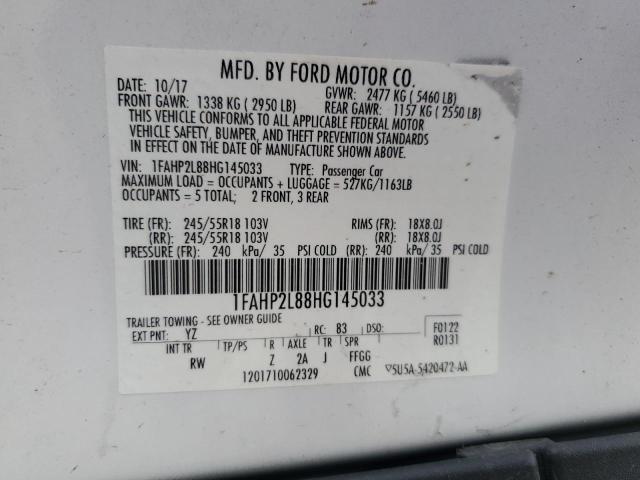 MFD. BY FORD MOTOR CO.
DATE: 10/17 GVWR: 2477 KG ( 5460 LB)
FRONT GAWR: 1338 KG ( 2950 LB) REAR GAWR: 1157 KG ( 2550 LB)
THIS VEHICLE CONFORMS TO ALL APPLICABLE FEDERAL MOTOR
VEHICLE SAFETY, BUMPER, AND THEFT PREVENTION STANDARDS
IN EFFECT ON THE DATE OF MANUFACTURE SHOWN ABOVE.
VIN: 1FAHP2L88HG145033 TYPE: Passenger Car
MAXIMUM LOAD = OCCUPANTS + LUGGAGE = 527KG/1163LB
OCCUPANTS = 5 TOTAL; 2 FRONT, 3 REAR
TIRE (FR): 245/55R18 103V RIMS (FR): 18X8.0J
(RR): 245/55R18 103V (RR): 18X8.0J
PRESSURE (FR): 240 kPa/ 35 PSI COLD (RR): 240 kPa/ 35 PSI COLD
1FAHP2L88HG145033
TRAILER TOWING - SEE OWNER GUIDE
EXT PNT: YZ RC: B3 DSO: F0122
INT TR TP/PS R AXLE TR SPR R0131
RW Z 2A J FFGG
1201710062329 CMC 5U5A-5420472-AA